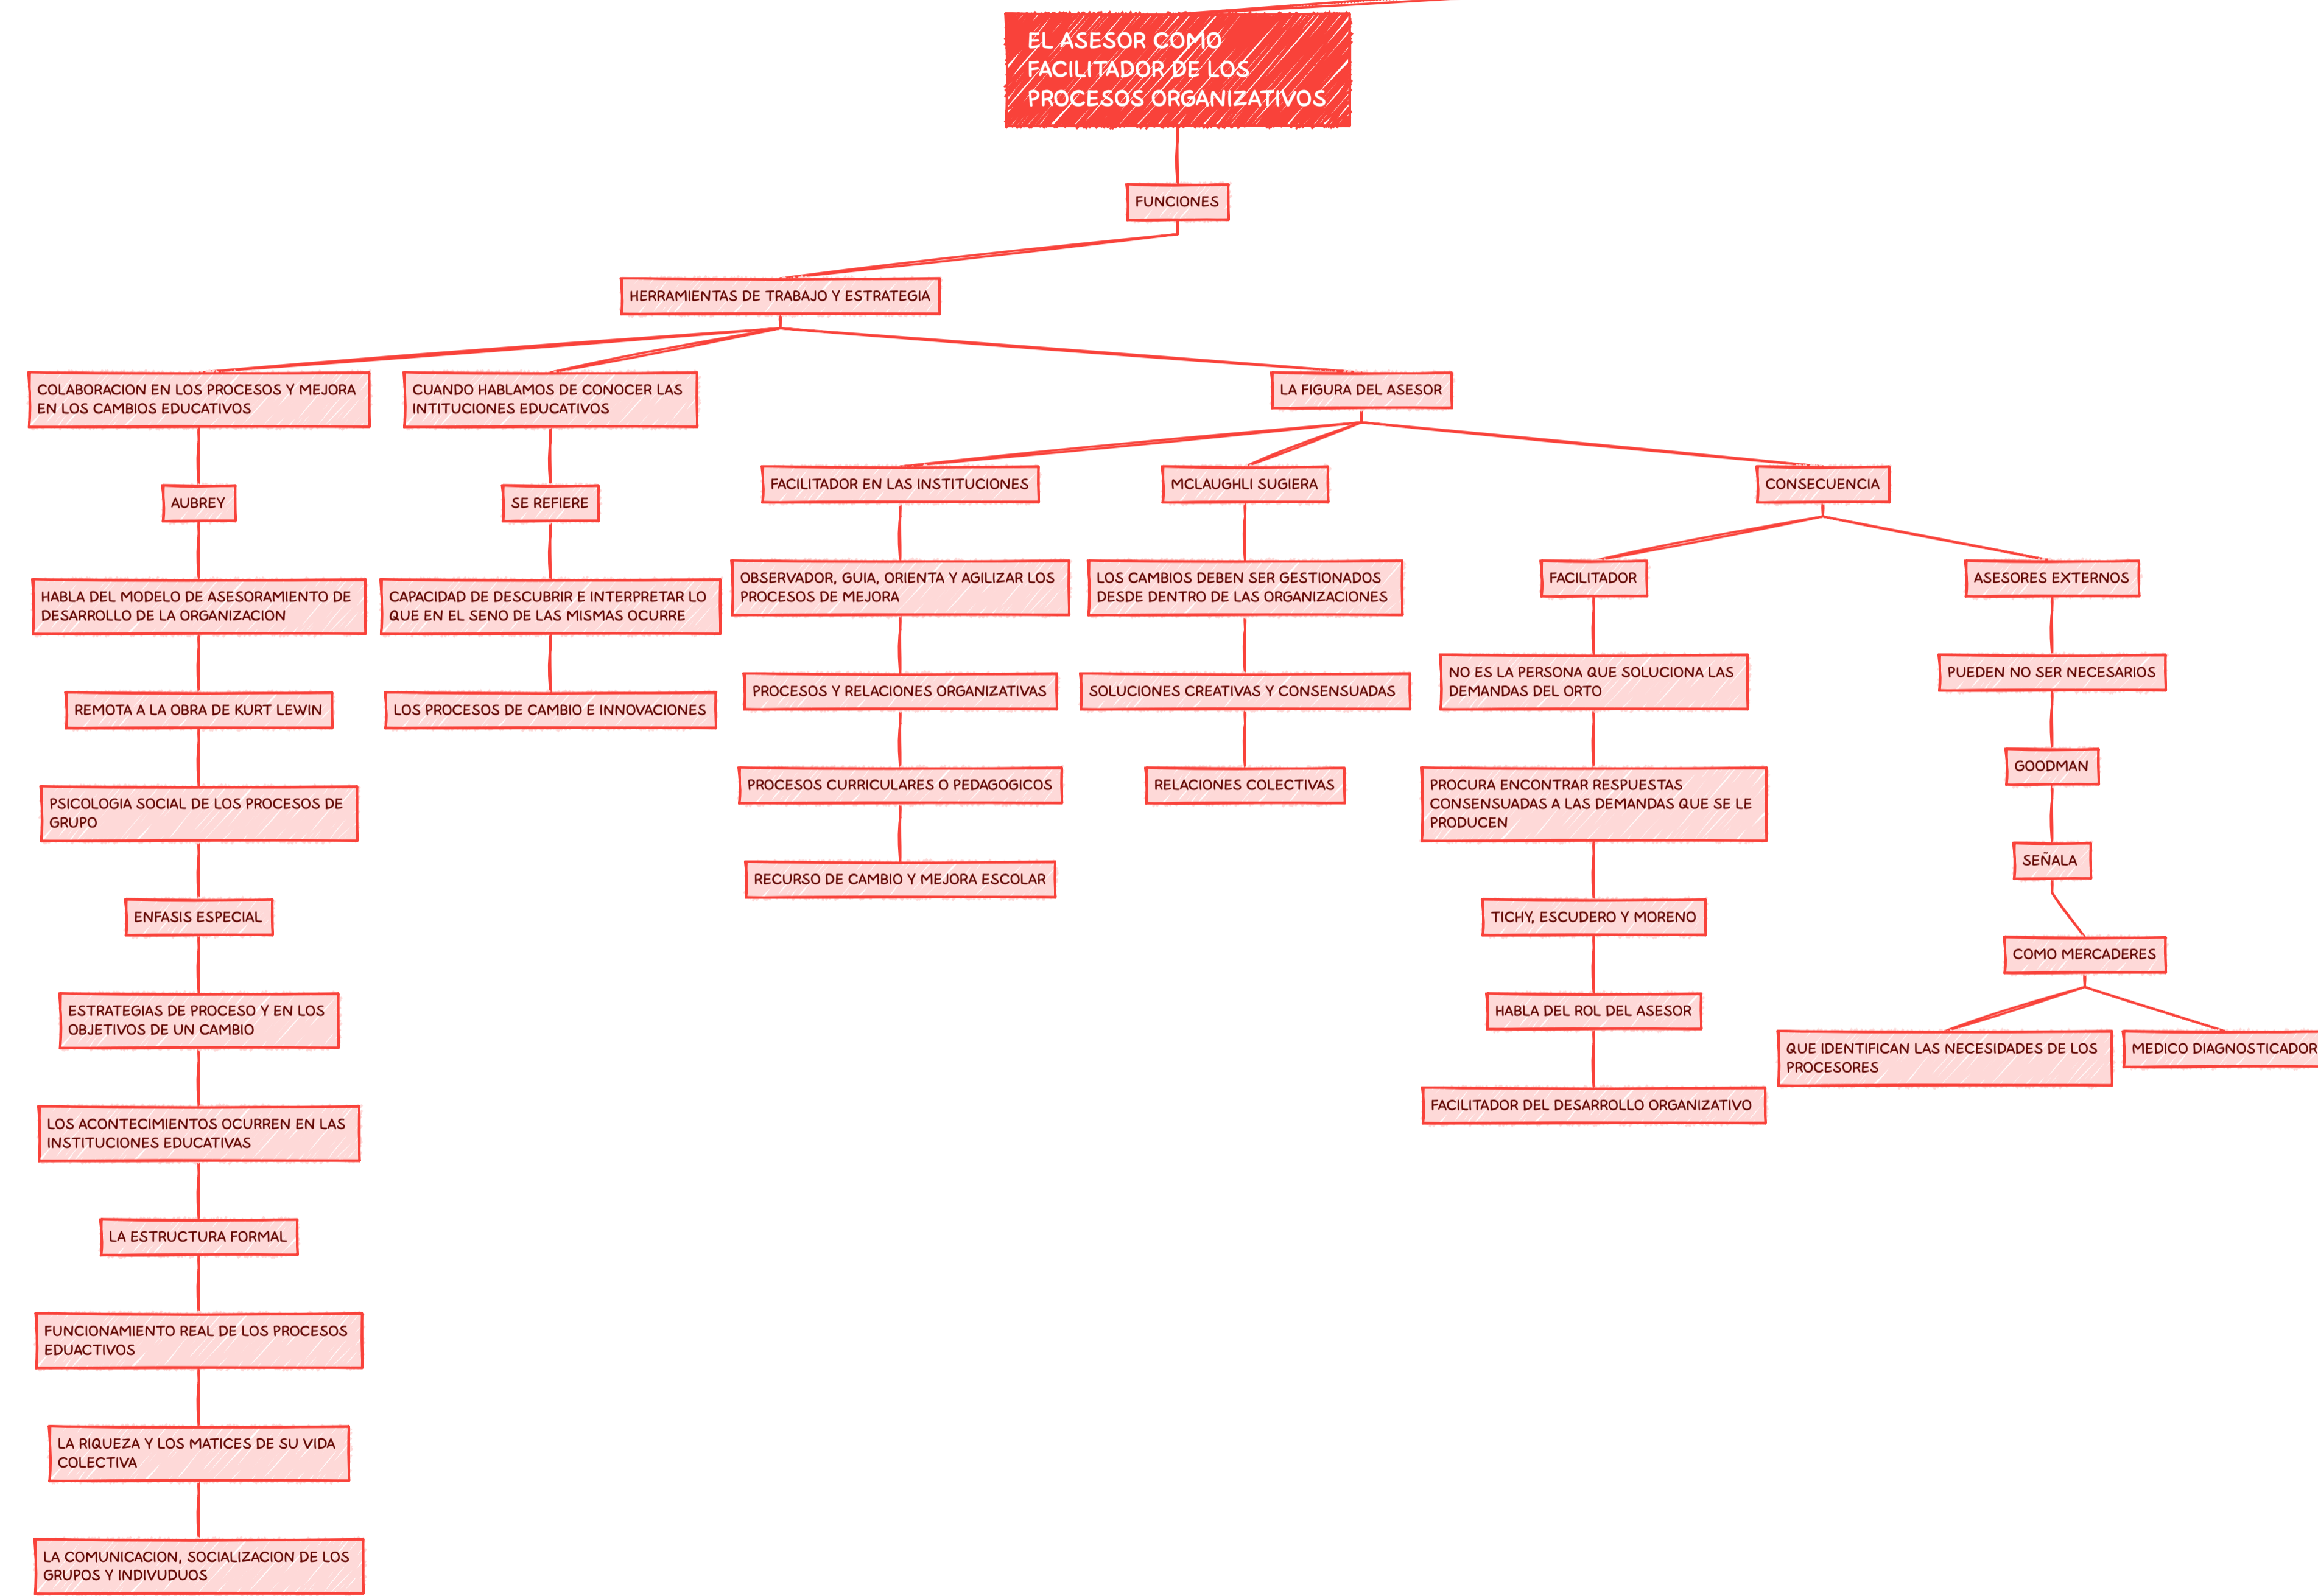 EL ASESOR COMO
FACILITADOR DE LOS
PROCESOS ORGANIZATIVOS
FUNCIONES
HERRAMIENTAS DE TRABAJO Y ESTRATEGIA
COLABORACION EN LOS PROCESOS Y MEJORA
EN LOS CAMBIOS EDUCATIVOS
AUBREY
HABLA DEL MODELO DE ASESORAMIENTO DE
DESARROLLO DE LA ORGANIZACION
REMOTA A LA OBRA DE KURT LEWIN
PSICOLOGIA SOCIAL DE LOS PROCESOS DE
GRUPO
ENFASIS ESPECIAL
ESTRATEGIAS DE PROCESO Y EN LOS
OBJETIVOS DE UN CAMBIO
LOS ACONTECIMIENTOS OCURREN EN LAS
INSTITUCIONES EDUCATIVAS
LA ESTRUCTURA FORMAL
FUNCIONAMIENTO REAL DE LOS PROCESOS
EDUACTIVOS
LA RIQUEZA Y LOS MATICES DE SU VIDA
COLECTIVA
LA COMUNICACION, SOCIALIZACION DE LOS
GRUPOS Y INDIVUDUOS
CUANDO HABLAMOS DE CONOCER LAS
INTITUCIONES EDUCATIVOS
SE REFIERE
CAPACIDAD DE DESCUBRIR E INTERPRETAR LO
QUE EN EL SENO DE LAS MISMAS OCURRE
LOS PROCESOS DE CAMBIO E INNOVACIONES
LA FIGURA DEL ASESOR
FACILITADOR EN LAS INSTITUCIONES
OBSERVADOR, GUIA, ORIENTA Y AGILIZAR LOS
PROCESOS DE MEJORA
PROCESOS Y RELACIONES ORGANIZATIVAS
PROCESOS CURRICULARES O PEDAGOGICOS
RECURSO DE CAMBIO Y MEJORA ESCOLAR
MCLAUGHLI SUGIERA
LOS CAMBIOS DEBEN SER GESTIONADOS
DESDE DENTRO DE LAS ORGANIZACIONES
SOLUCIONES CREATIVAS Y CONSENSUADAS
RELACIONES COLECTIVAS
CONSECUENCIA
FACILITADOR
NO ES LA PERSONA QUE SOLUCIONA LAS
DEMANDAS DEL ORTO
PROCURA ENCONTRAR RESPUESTAS
CONSENSUADAS A LAS DEMANDAS QUE SE LE
PRODUCEN
TICHY, ESCUDERO Y MORENO
HABLA DEL ROL DEL ASESOR
FACILITADOR DEL DESARROLLO ORGANIZATIVO
ASESORES EXTERNOS
PUEDEN NO SER NECESARIOS
GOODMAN
SEÑALA
COMO MERCADERES
QUE IDENTIFICAN LAS NECESIDADES DE LOS
PROCESORES
MEDICO DIAGNOSTICADOR